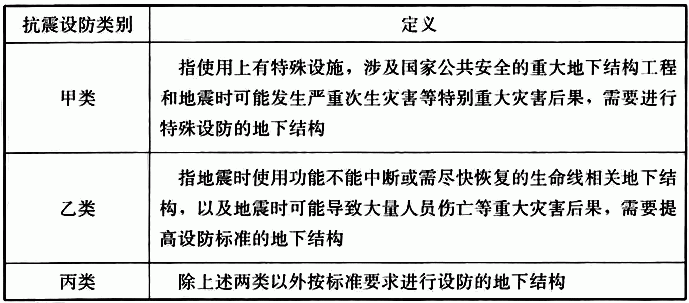 抗震设防类别 定义
甲类
指使用上有特殊设施，涉及国家公共安全的重大地下结构工程
和地震时可能发生严重次生灾害等特别重大灾害后果，需要进行
特殊设防的地下结构
乙类
指地震时使用功能不能中断或需尽快恢复的生命线相关地下结
构，以及地震时可能导致大量人员伤亡等重大灾害后果，需要提
高设防标准的地下结构
丙类 除上述两类以外按标准要求进行设防的地下结构